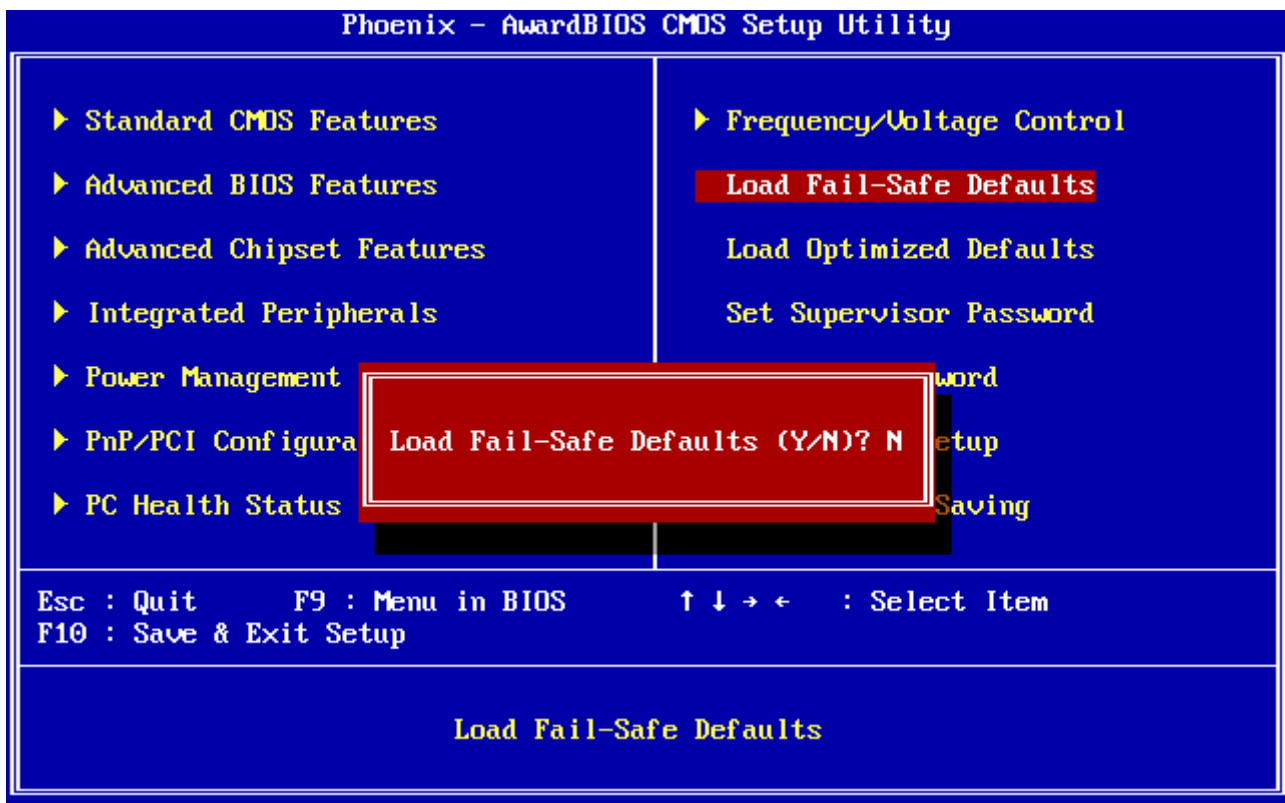 Phoenix - AwardBIOS CMOS Setup Utility
Standard CMOS Features
Advanced BIOS Features
Advanced Chipset Features
Integrated Peripherals
Power Management
PnP/PCI Configura
PC Health Status
Frequency/Voltage Control
Load Fail-Safe Defaults
Load Optimized Defaults
Set Supervisor Password
word
etup
Saving
Load Fail-Safe Defaults (Y/N)? N
Esc : Quit F9 : Menu in BIOS ↑ ↓ → ← : Select Item
F10 : Save & Exit Setup
Load Fail-Safe Defaults